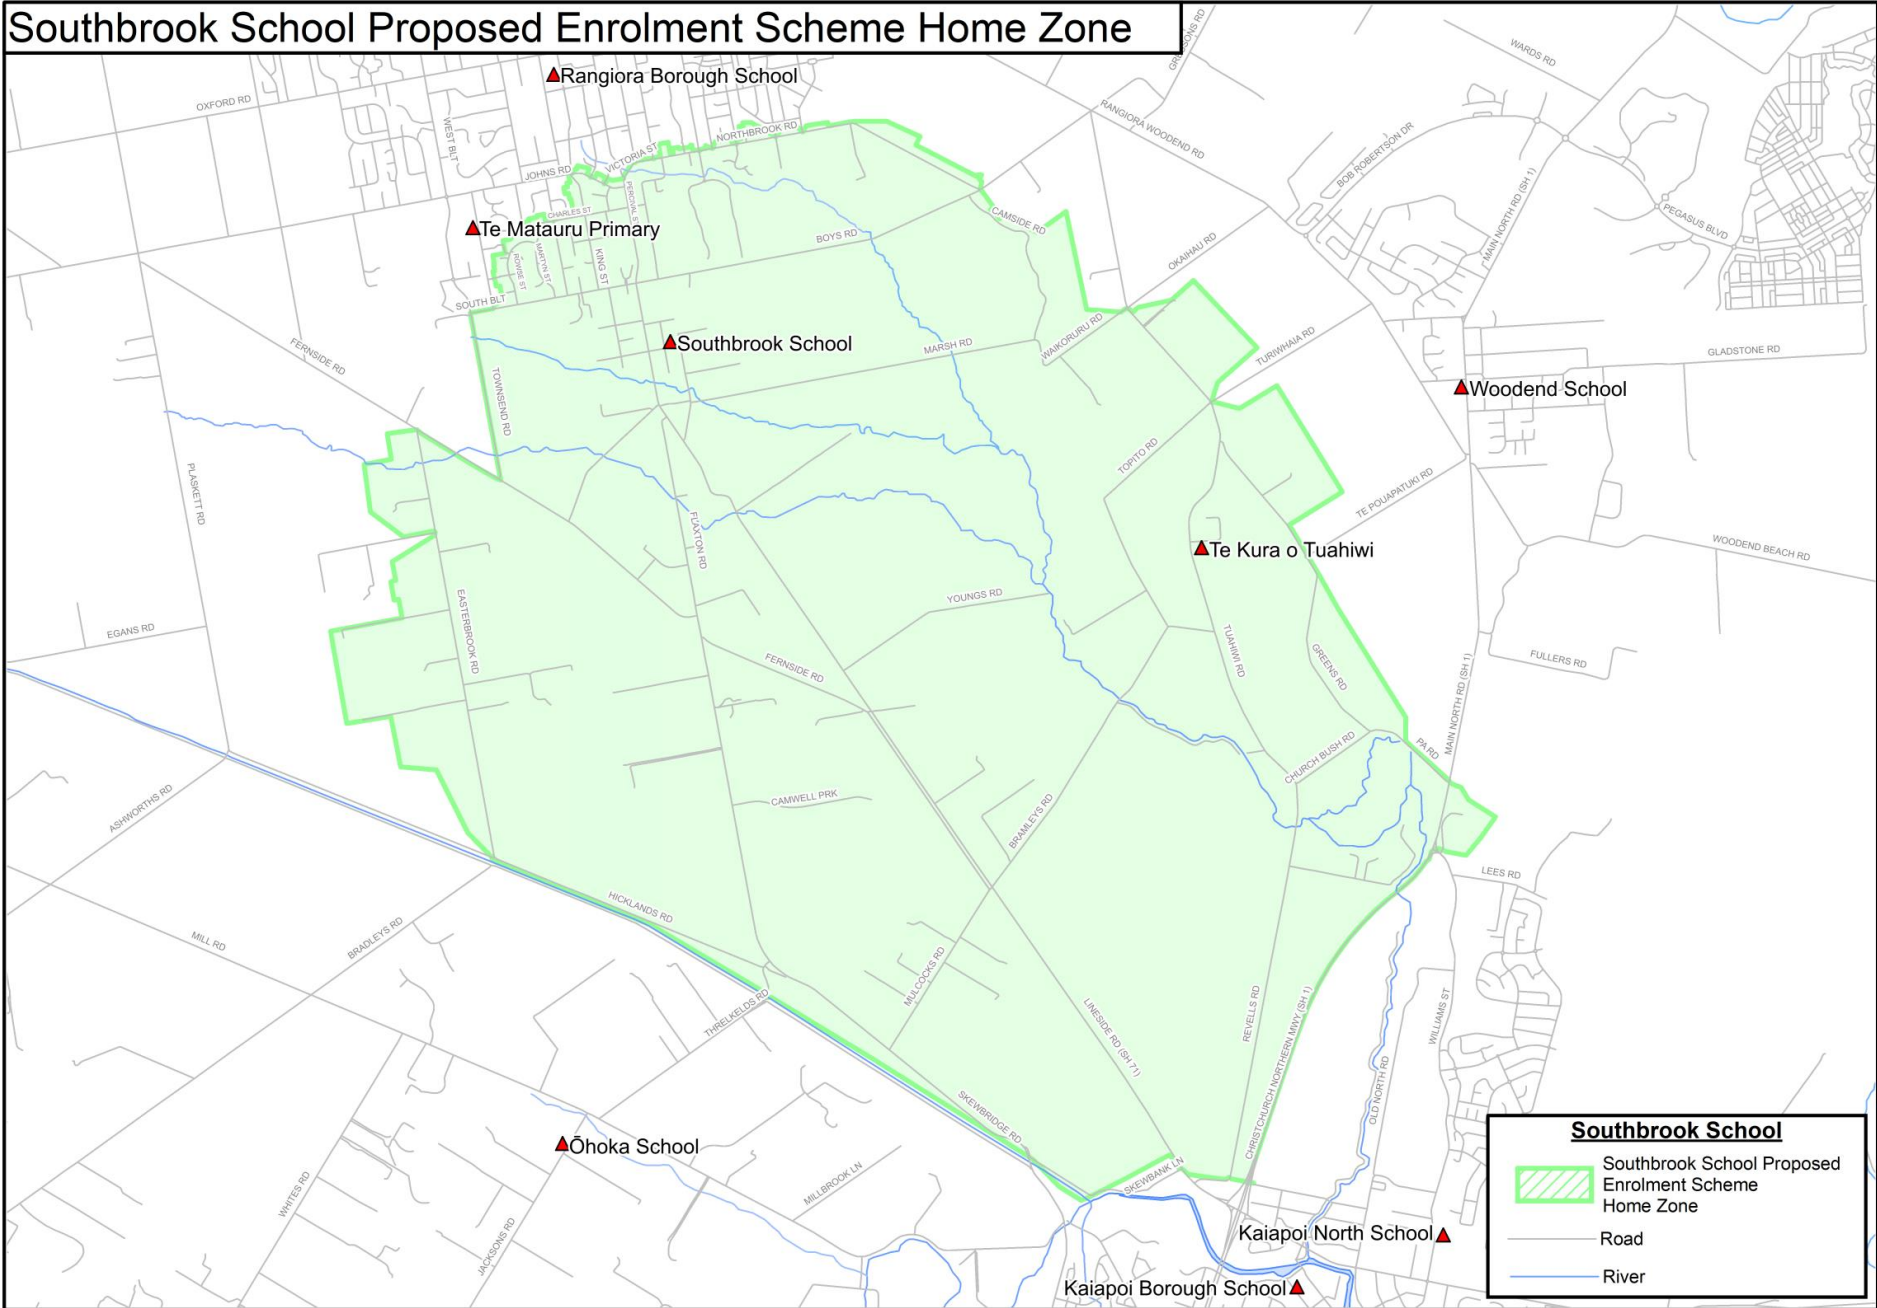 Southbrook School Proposed Enrolment Scheme Home Zone
GREGSONS RD
WARDS RD
Rangiora Borough School
OXFORD RD
WEST BLT
NORTHBROOK RD
RANGIORA WOODEND RD
BOB ROBERTSON DR
VICTORIA ST
JOHNS RD
PERCIVAL ST
CHARLES ST
Te Matauru Primary
CAMSIDE RD
MAIN NORTH RD (SH 1)
PEGASUS BLVD
BOYS RD
OKAIHAU RD
MARTYN ST
KING ST
ROWSE ST
SOUTH BLT
FERNSIDE RD
Southbrook School
MARSH RD
WAIKORURU RD
TURIWHAIA RD
GLADSTONE RD
Woodend School
TOWNSEND RD
TOPITO RD
PLASKETT RD
TE POUAPATUKI RD
FLAXTON RD
Te Kura o Tuahiwi
WOODEND BEACH RD
YOUNGS RD
EASTERBROOK RD
EGANS RD
TUAHIWI RD
GREENS RD
FERNSIDE RD
FULLERS RD
MAIN NORTH RD (SH 1)
PA RD
CHURCH BUSH RD
CAMWELL PRK
BRAMLEYS RD
ASHWORTHS RD
LEES RD
HICKLANDS RD
BRADLEYS RD
MILL RD
MULCOCKS RD
THRELKELDS RD
LINESIDE RD (SH 71)
REVELLS RD
CHRISTCHURCH NORTHERN MWY (SH 1)
WILLIAMS ST
OLD NORTH RD
SKEWBRIDGE RD
Ōhoka School
SKEWBANK LN
MILLBROOK LN
WHITES RD
JACKSONS RD
Kaiapoi North School
Kaiapoi Borough School
Southbrook School
Southbrook School Proposed
Enrolment Scheme
Home Zone
Road
River